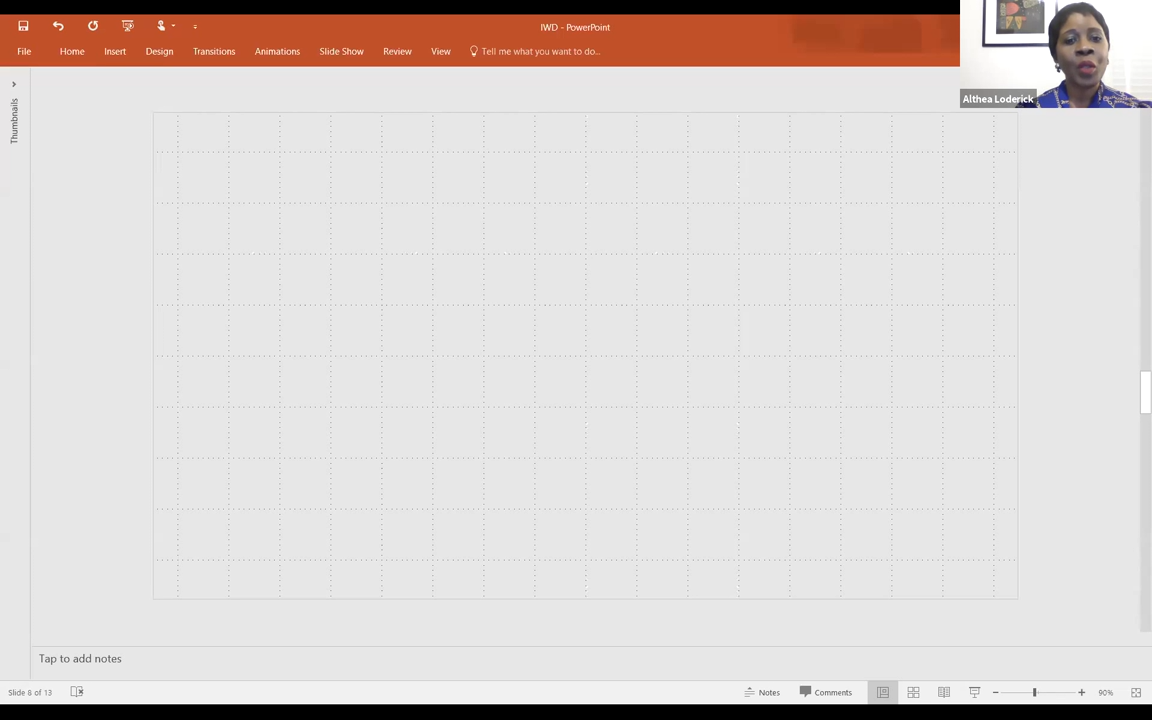 IWD - PowerPoint
File Home Insert Design Transitions Animations Slide Show Review View Tell me what you want to do...
Althea Loderick
Thumbnails
Tap to add notes
Slide 8 of 13 Notes Comments 90%